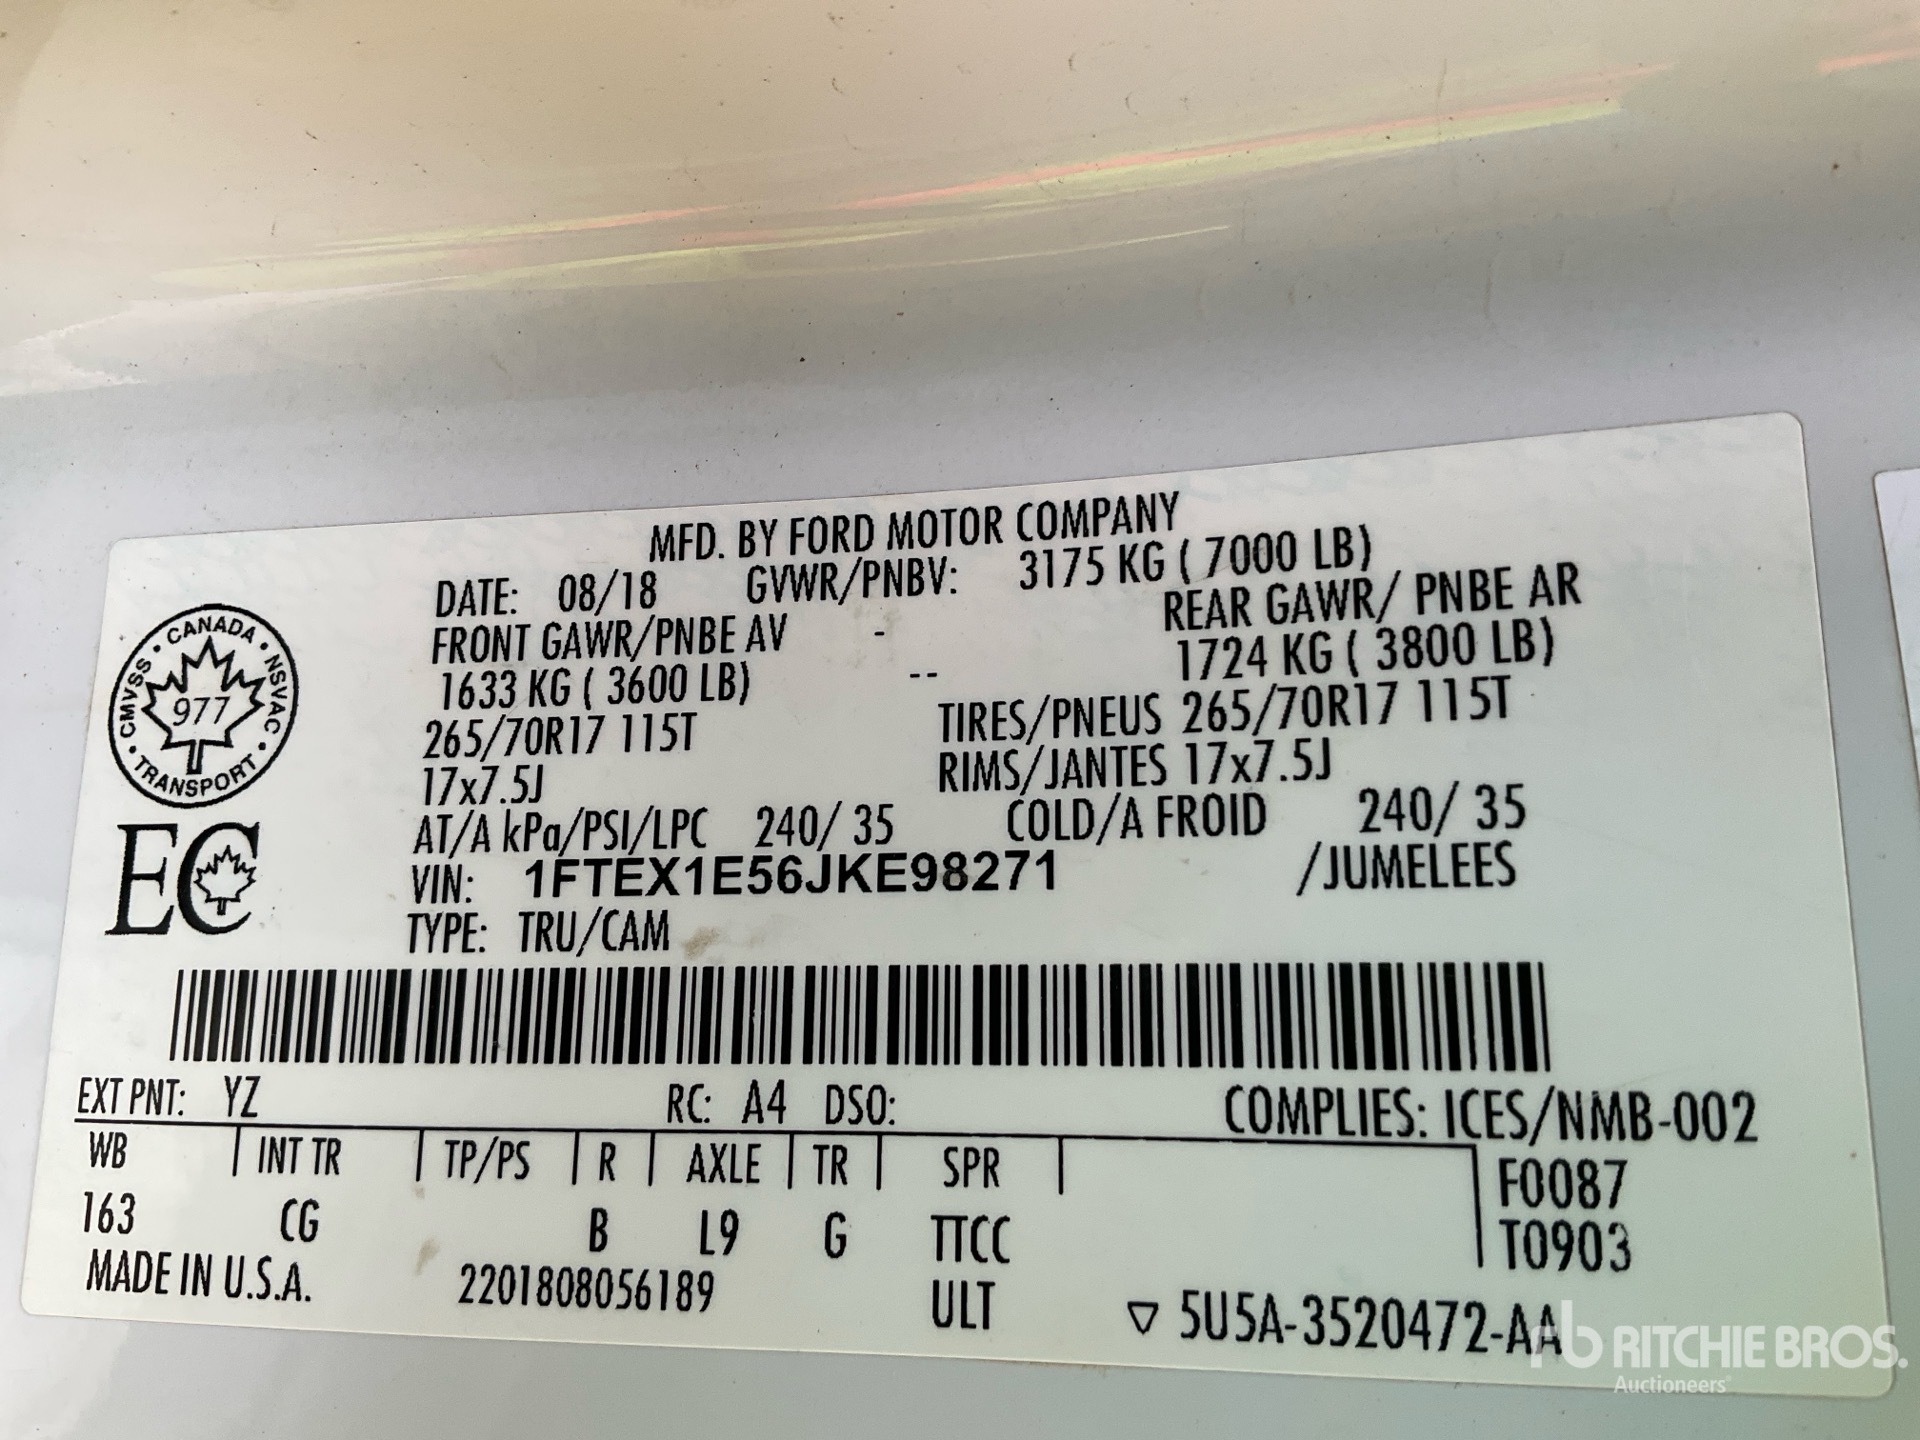 MFD. BY FORD MOTOR COMPANY
DATE: 08/18 GVWR/PNBV: 3175 KG ( 7000 LB)
FRONT GAWR/PNBE AV - REAR GAWR/ PNBE AR
1633 KG ( 3600 LB) -- 1724 KG ( 3800 LB)
265/70R17 115T TIRES/PNEUS 265/70R17 115T
17x7.5J RIMS/JANTES 17x7.5J
AT/A kPa/PSI/LPC 240/ 35 COLD/A FROID 240/ 35
VIN: 1FTEX1E56JKE98271 /JUMELEES
TYPE: TRU/CAM
CANADA
CMVSS 977 NSVAC
TRANSPORT
EC
EXT PNT: YZ RC: A4 DSO: COMPLIES: ICES/NMB-002
WB INT TR TP/PS R AXLE TR SPR F0087
163 CG B L9 G TTCC T0903
MADE IN U.S.A. 2201808056189 ULT ▽ 5U5A-3520472-AA
rb RITCHIE BROS.
Auctioneers